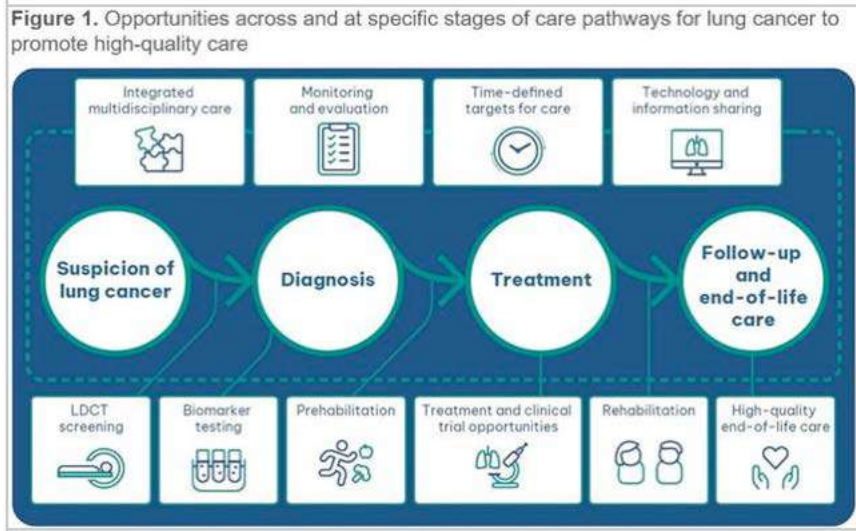 Figure 1. Opportunities across and at specific stages of care pathways for lung cancer to
promote high-quality care
Integrated
multidisciplinary care
Monitoring
and evaluation
Time-defined
targets for care
Technology and
information sharing
Suspicion of
lung cancer
Diagnosis
Treatment
Follow-up
and
end-of-life
care
LDCT
screening
Biomarker
testing
Prehabilitation
Treatment and clinical
trial opportunities
Rehabilitation
High-quality
end-of-life care